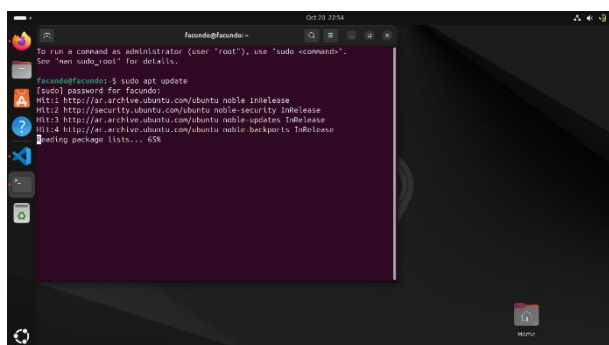 Oct 20 22:54
facundo@facundo: ~
To run a command as administrator (user "root"), use "sudo <command>".
See "man sudo_root" for details.
facundo@facundo:~$ sudo apt update
[sudo] password for facundo:
Hit:1 http://ar.archive.ubuntu.com/ubuntu noble InRelease
Hit:2 http://security.ubuntu.com/ubuntu noble-security InRelease
Hit:3 http://ar.archive.ubuntu.com/ubuntu noble-updates InRelease
Hit:4 http://ar.archive.ubuntu.com/ubuntu noble-backports InRelease
Reading package lists... 65%
Home